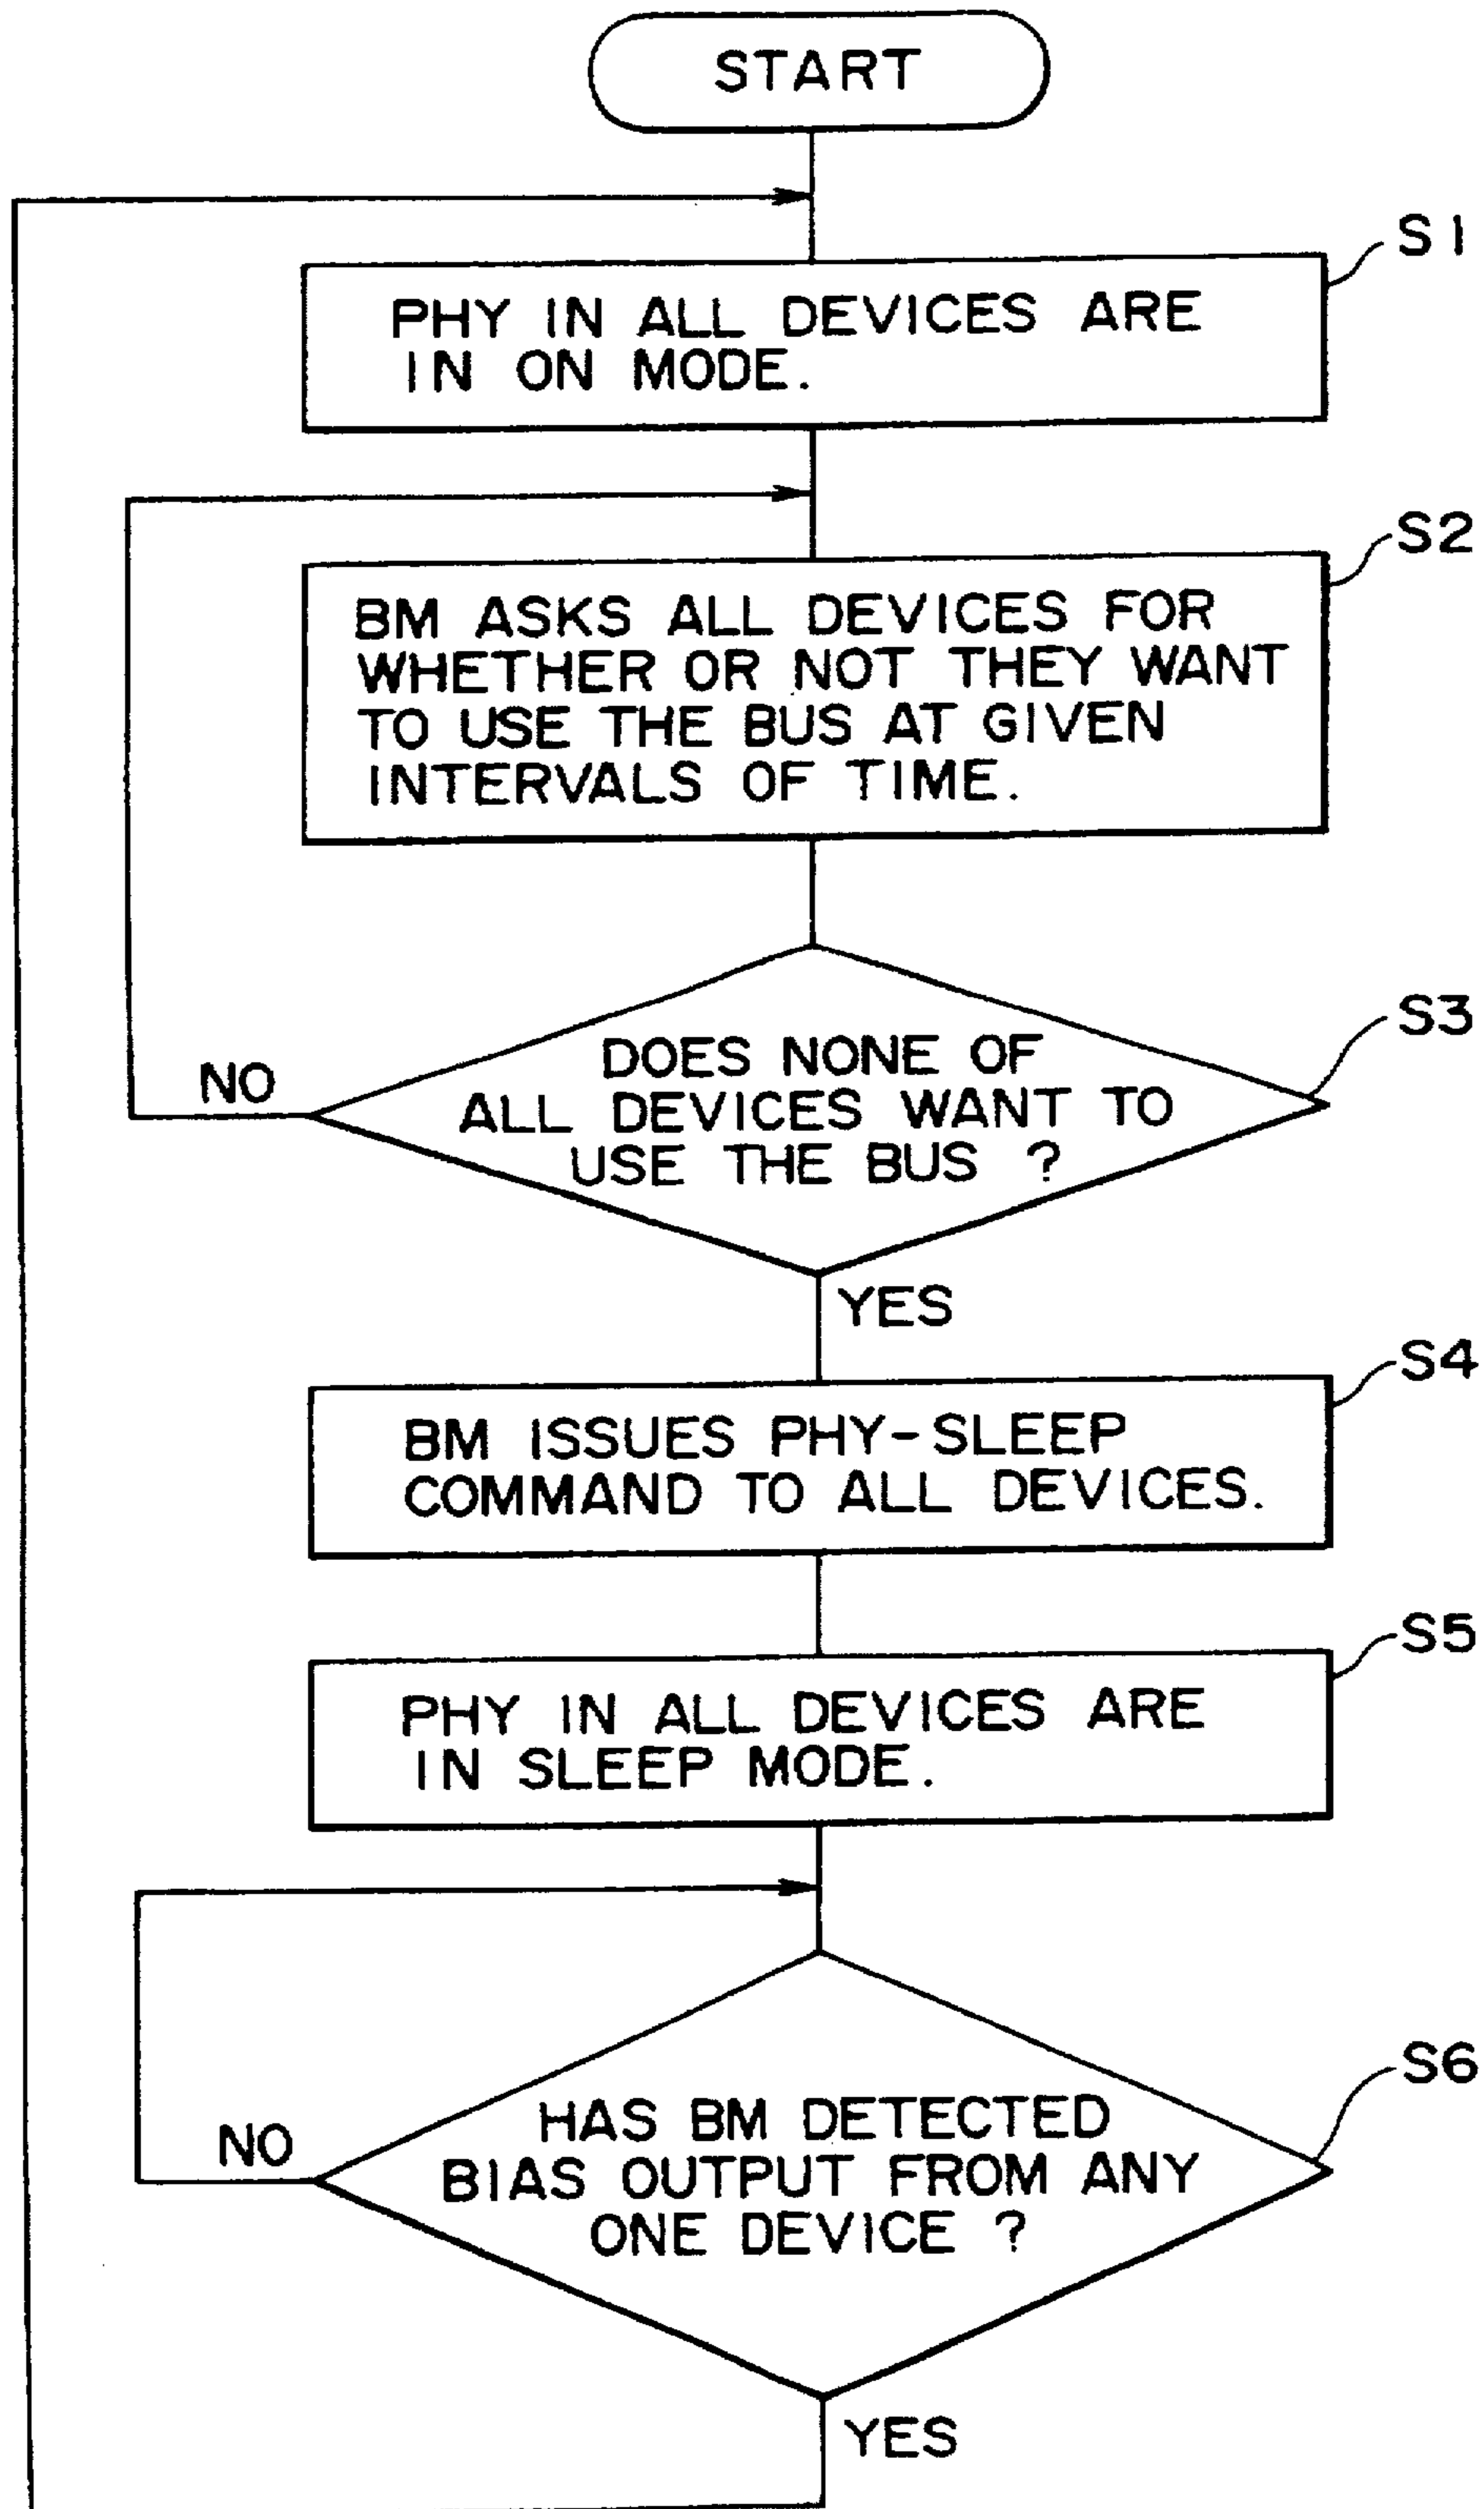 START
S1
PHY IN ALL DEVICES ARE
IN ON MODE.
S2
BM ASKS ALL DEVICES FOR
WHETHER OR NOT THEY WANT
TO USE THE BUS AT GIVEN
INTERVALS OF TIME.
S3
DOES NONE OF
NO
ALL DEVICES WANT TO
USE THE BUS ?
YES
S4
BM ISSUES PHY-SLEEP
COMMAND TO ALL DEVICES.
S5
PHY IN ALL DEVICES ARE
IN SLEEP MODE.
S6
HAS BM DETECTED
NO
BIAS OUTPUT FROM ANY
ONE DEVICE ?
YES